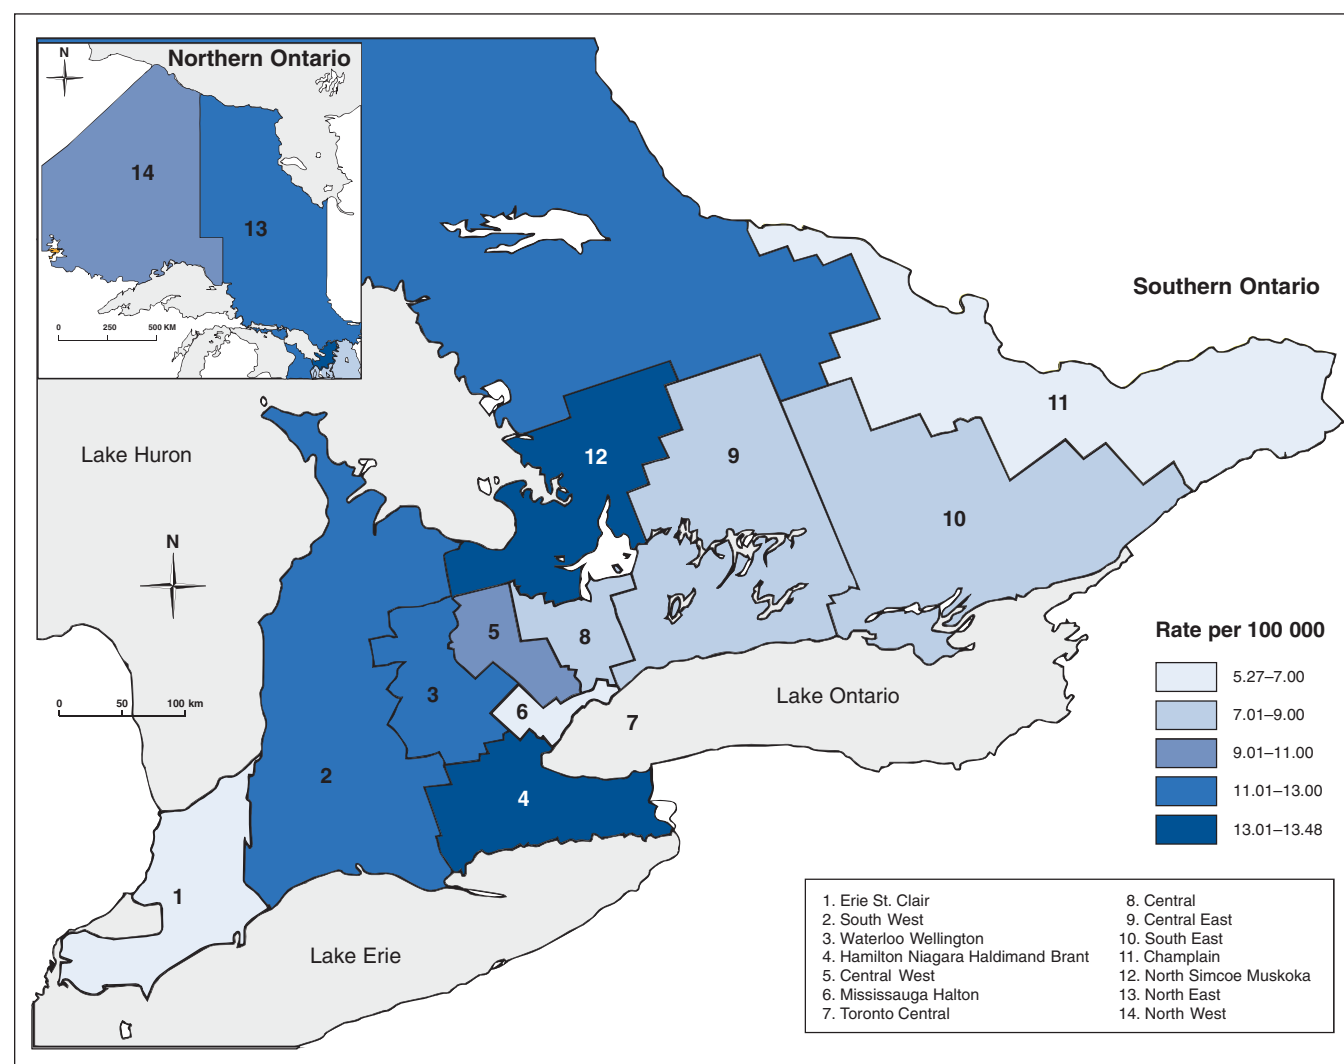 N
Northern Ontario
14
13
0 250 500 KM
Southern Ontario
11
Lake Huron
12
9
10
N
5
8
Rate per 100 000
5.27–7.00
7.01–9.00
9.01–11.00
11.01–13.00
13.01–13.48
3
Lake Ontario
0 50 100 km
6
7
2
4
1
Lake Erie
1. Erie St. Clair
2. South West
3. Waterloo Wellington
4. Hamilton Niagara Haldimand Brant
5. Central West
6. Mississauga Halton
7. Toronto Central
8. Central
9. Central East
10. South East
11. Champlain
12. North Simcoe Muskoka
13. North East
14. North West